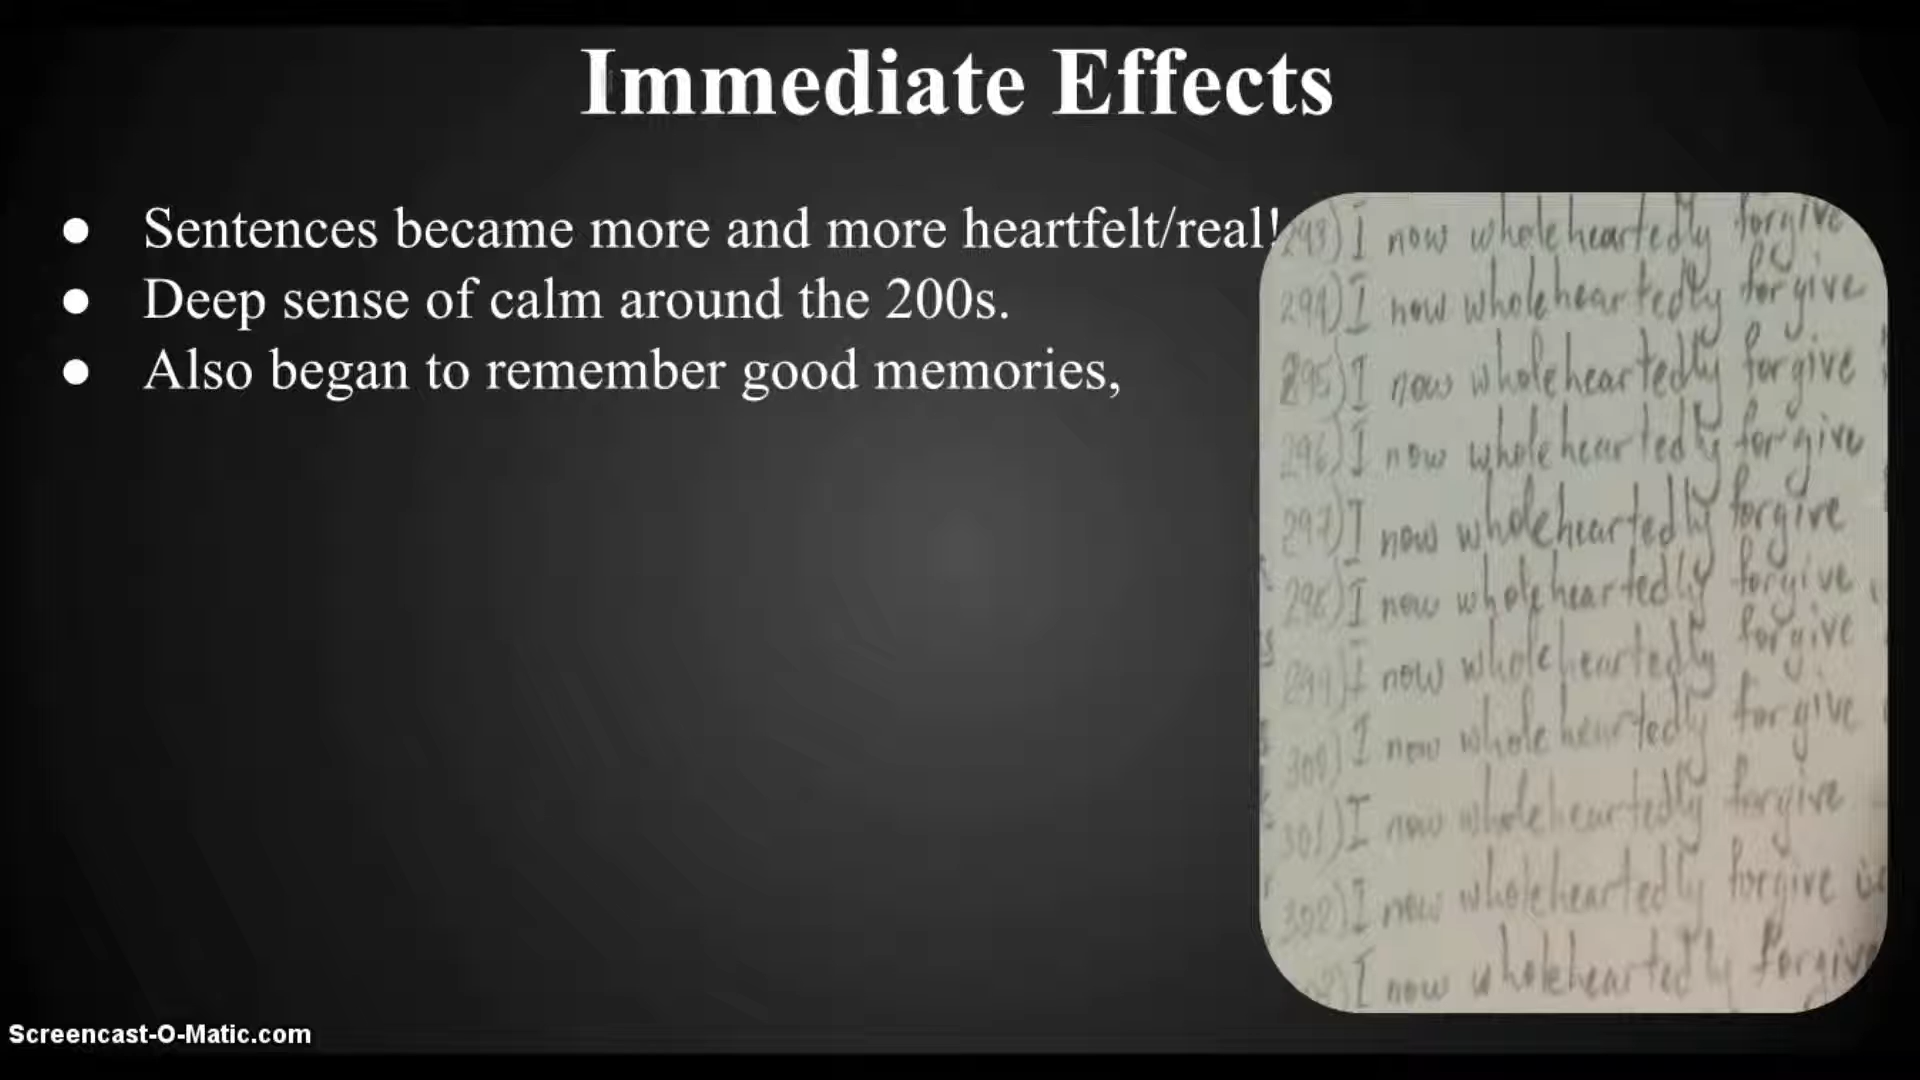 Immediate Effects
● Sentences became more and more heartfelt/real!
● Deep sense of calm around the 200s.
● Also began to remember good memories,
293) I now wholeheartedly forgive
294) I now wholeheartedly forgive
295) I now wholeheartedly forgive
296) I now wholeheartedly forgive
297) I now wholeheartedly forgive
I now wholeheartedly forgive
299) I now wholeheartedly forgive
300) I now wholeheartedly forgive
301) I now wholeheartedly forgive
302) I now wholeheartedly forgive
I now wholeheartedly forgive
Screencast-O-Matic.com